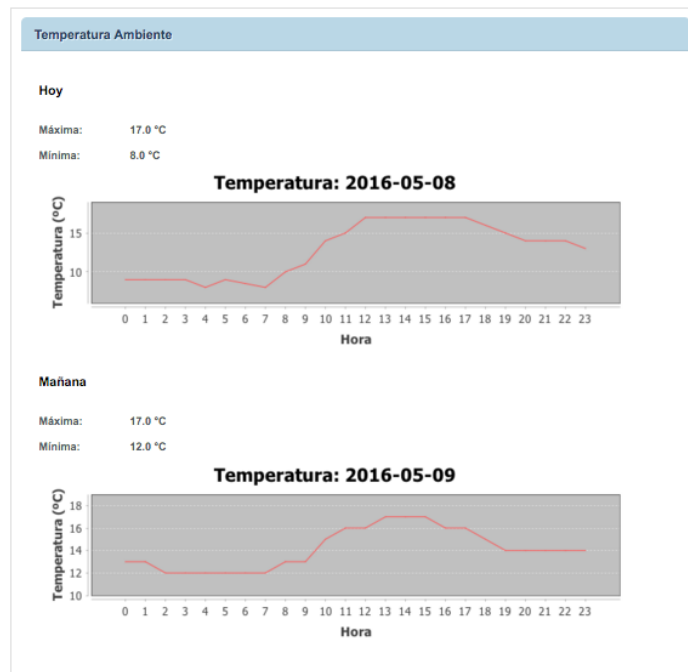 Temperatura Ambiente
Hoy
Máxima: 17.0 °C
Mínima: 8.0 °C
Temperatura: 2016-05-08
Temperatura (ºC)
15
10
0 1 2 3 4 5 6 7 8 9 10 11 12 13 14 15 16 17 18 19 20 21 22 23
Hora
Mañana
Máxima: 17.0 °C
Mínima: 12.0 °C
Temperatura: 2016-05-09
Temperatura (ºC)
18
16
14
12
10
0 1 2 3 4 5 6 7 8 9 10 11 12 13 14 15 16 17 18 19 20 21 22 23
Hora